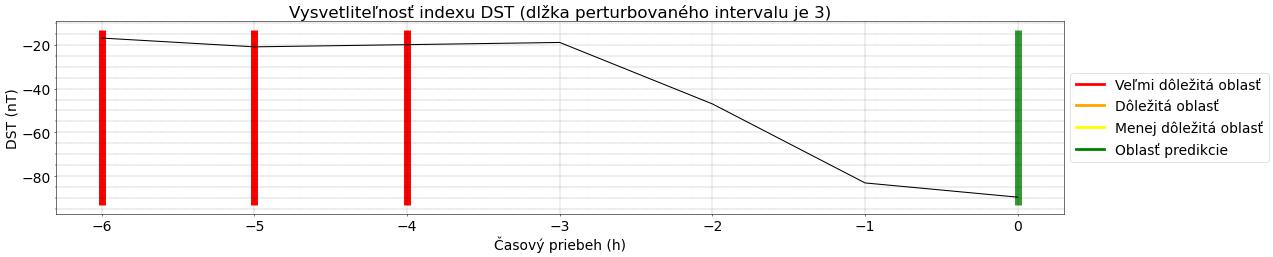 Vysvetliteľnosť indexu DST (dlžka perturbovaného intervalu je 3)
−20
−40
−60
−80
DST (nT)
−6 −5 −4 −3 −2 −1 0
Časový priebeh (h)
Veľmi dôležitá oblasť
Dôležitá oblasť
Menej dôležitá oblasť
Oblasť predikcie